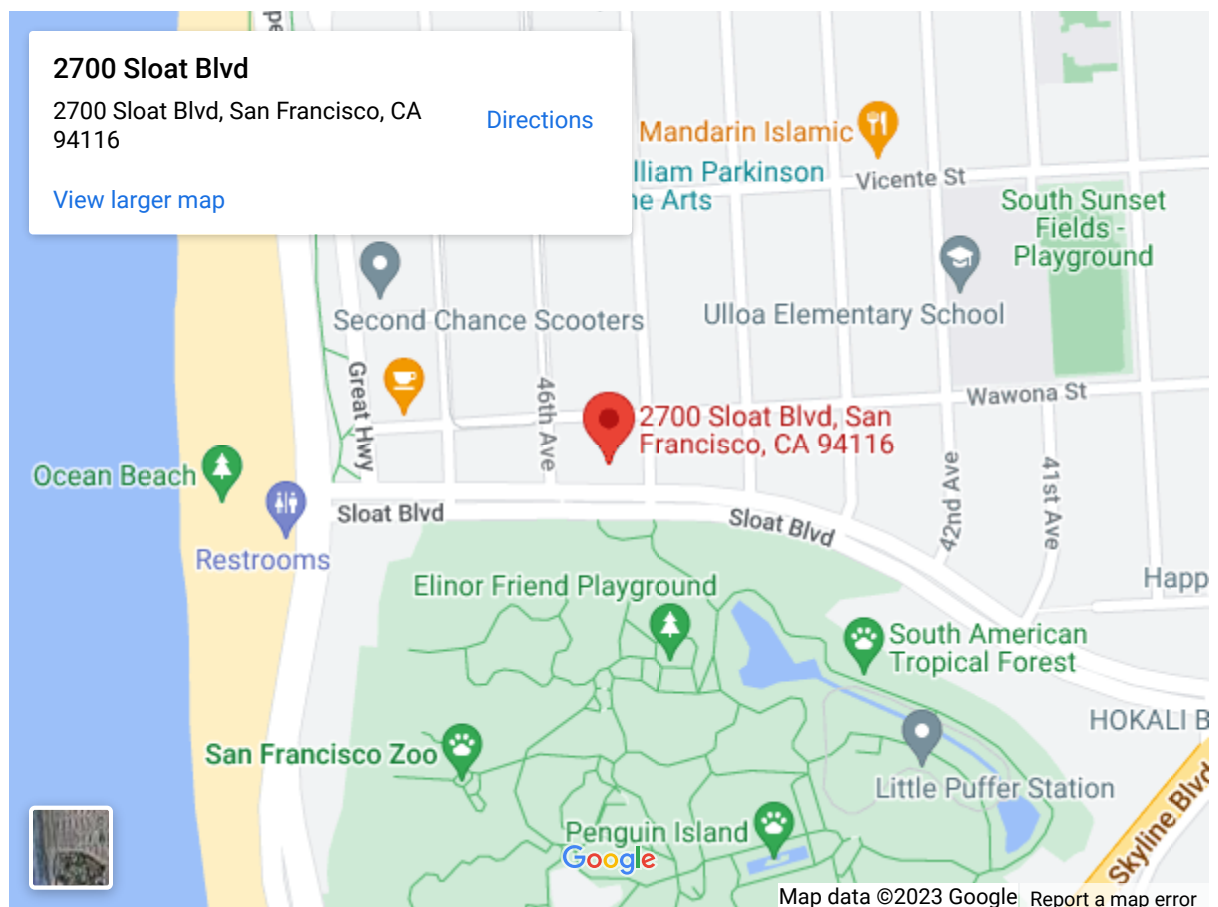 2700 Sloat Blvd
2700 Sloat Blvd, San Francisco, CA
94116
Directions
View larger map
Mandarin Islamic
lliam Parkinson
ne Arts
Vicente St
South Sunset
Fields -
Playground
Second Chance Scooters
Ulloa Elementary School
Great Hwy
46th Ave
Wawona St
2700 Sloat Blvd, San
Francisco, CA 94116
Ocean Beach
Restrooms
Sloat Blvd
Sloat Blvd
42nd Ave
41st Ave
Happ
Elinor Friend Playground
South American
Tropical Forest
HOKALI B
San Francisco Zoo
Little Puffer Station
Penguin Island
Skyline Blvd
Google
Map data ©2023 Google
Report a map error